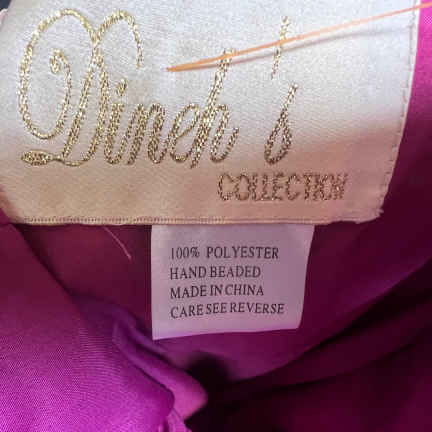 Dineh's
COLLECTION
100% POLYESTER
HAND BEADED
MADE IN CHINA
CARE SEE REVERSE